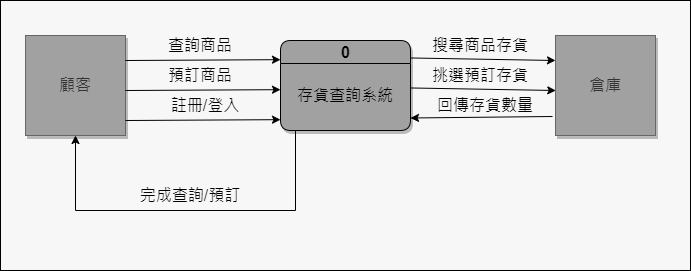 顧客
查詢商品
預訂商品
註冊/登入
0
存貨查詢系統
搜尋商品存貨
挑選預訂存貨
回傳存貨數量
倉庫
完成查詢/預訂